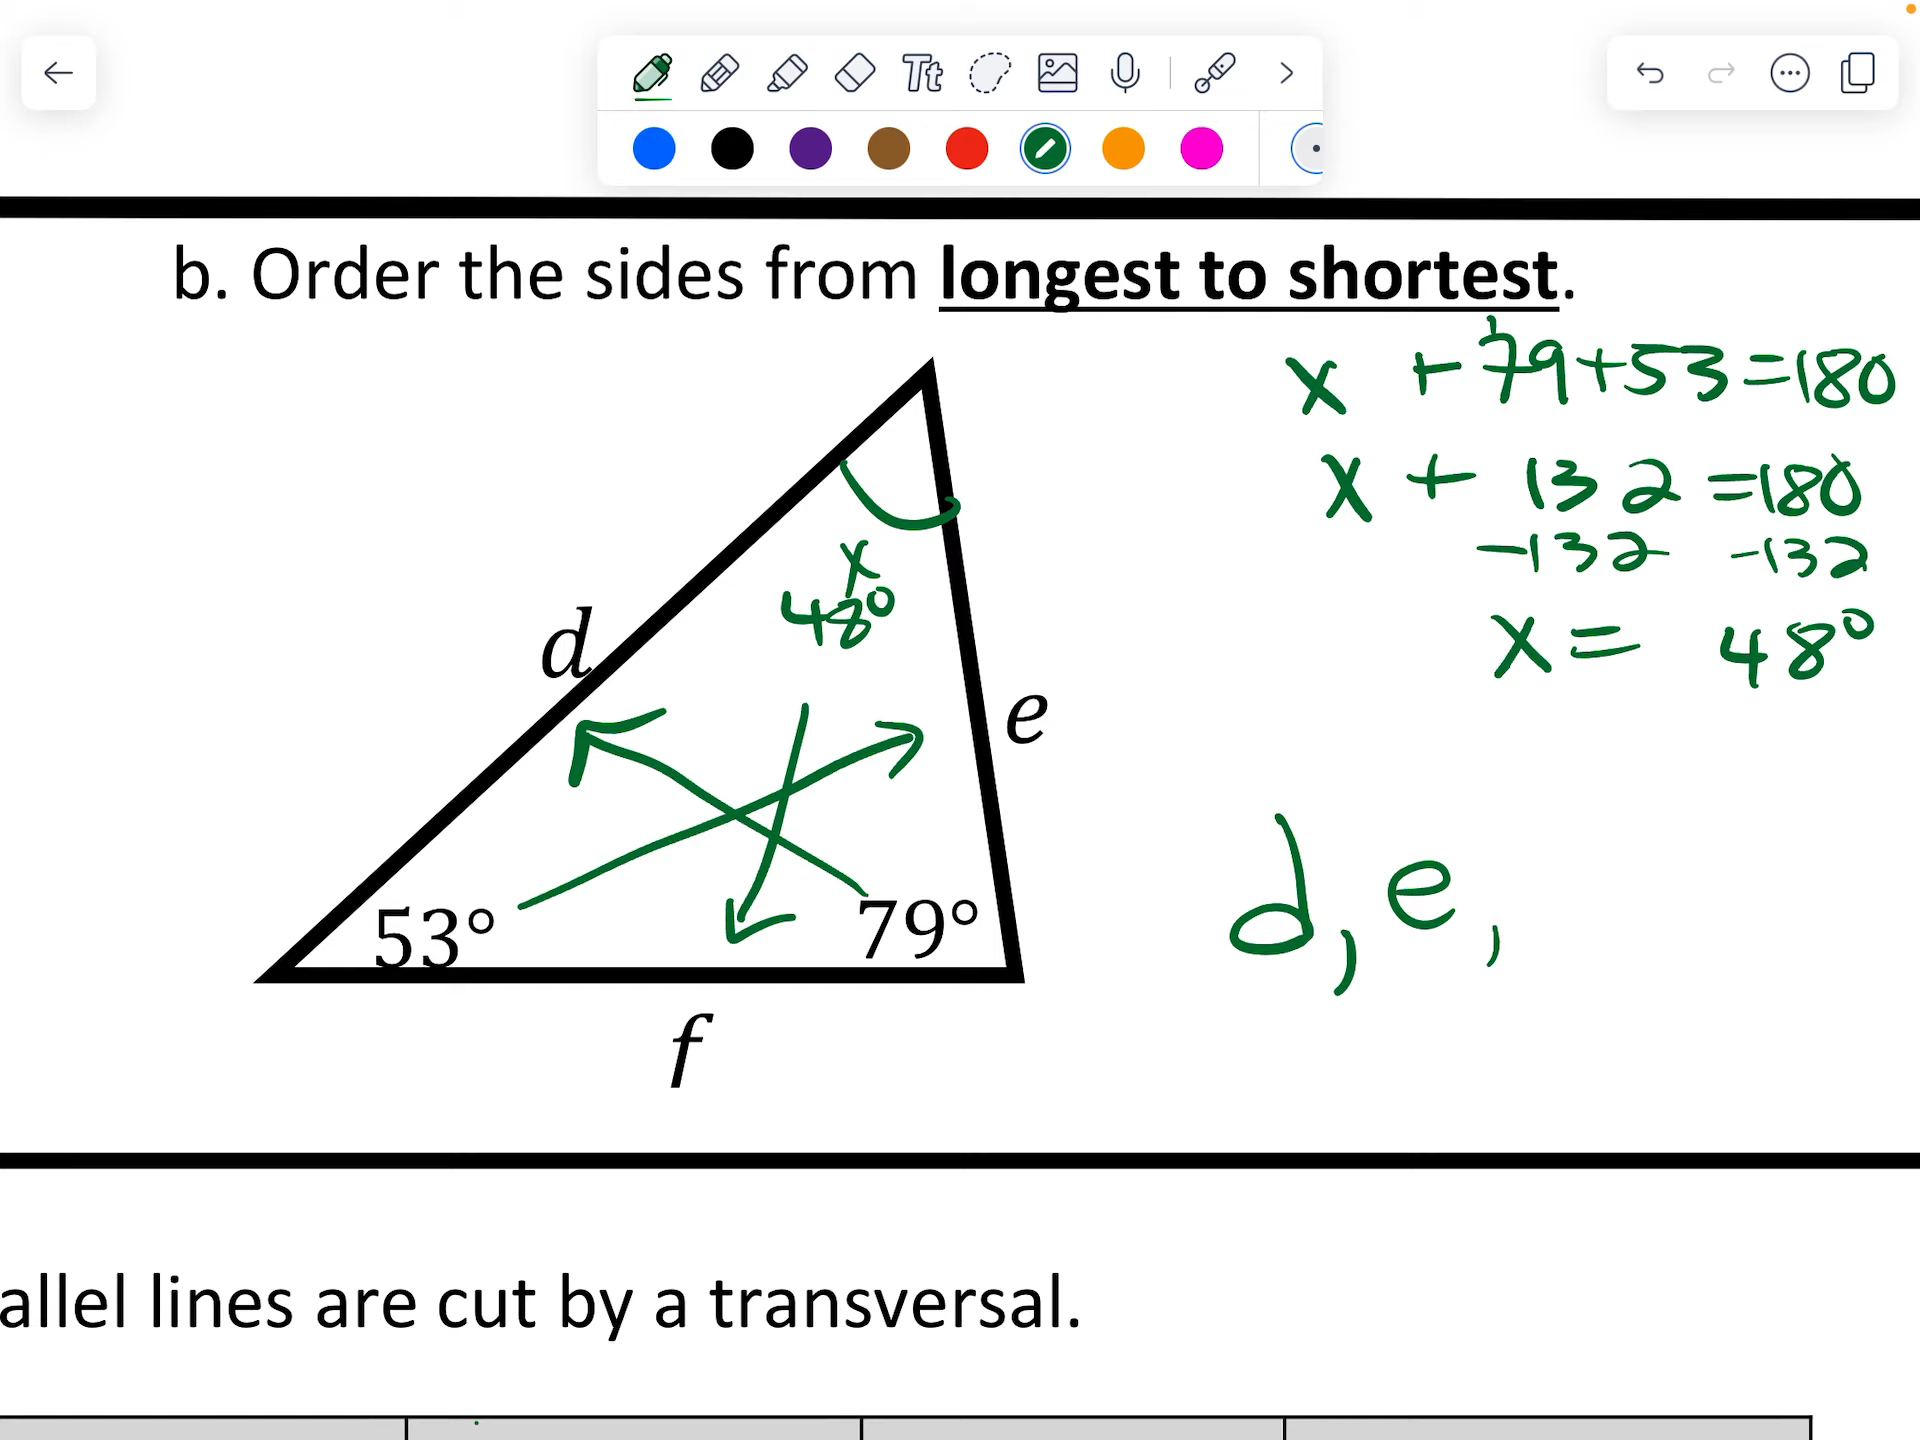 Tt
b. Order the sides from longest to shortest.
x + 79+53=180
x + 132 =180
-132 -132
x = 48°
x
48°
d
e
53°
79°
f
d, e,
allel lines are cut by a transversal.